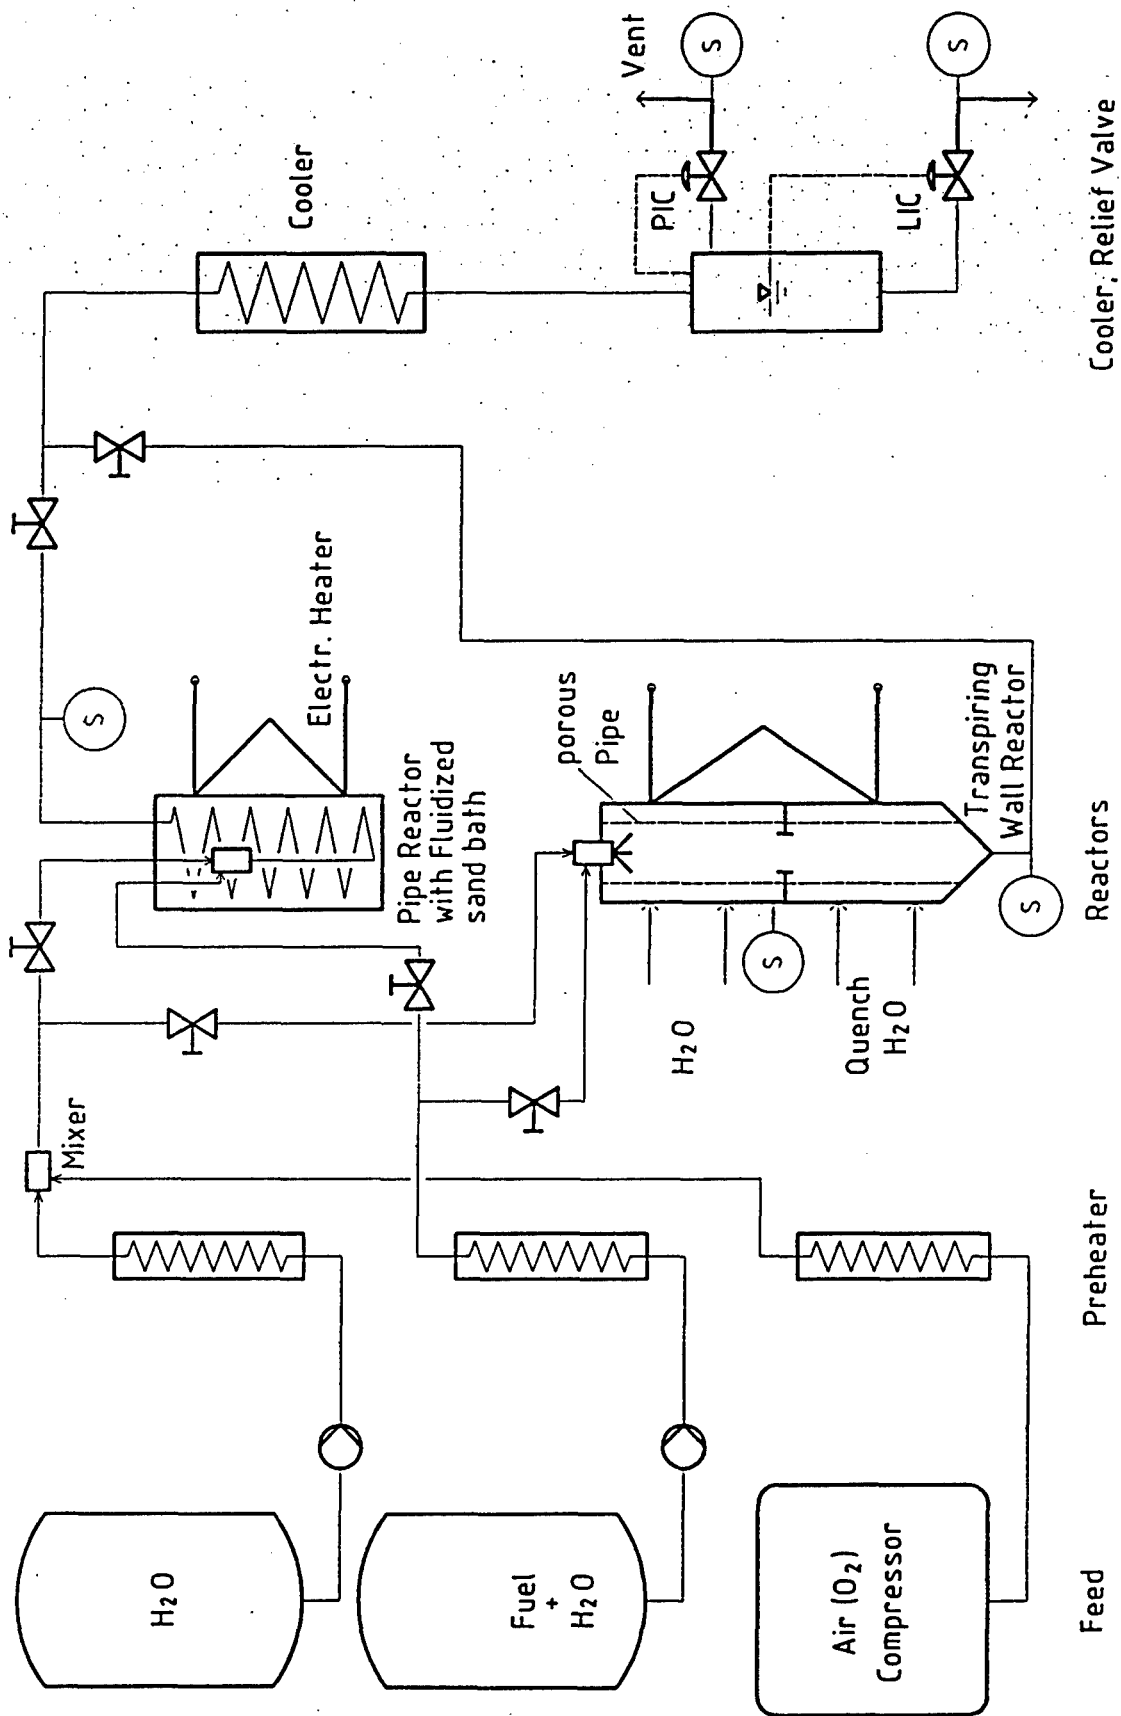 H2O
Fuel
+
H2O
Air (O2)
Compressor
Feed
Preheater
Mixer
H2O
Quench
H2O
S
S
S
Pipe Reactor
with Fluidized
sand bath
Electr. Heater
porous
Pipe
Transpiring
Wall Reactor
Reactors
S
Cooler
PIC
LIC
Vent
S
S
Cooler, Relief Valve